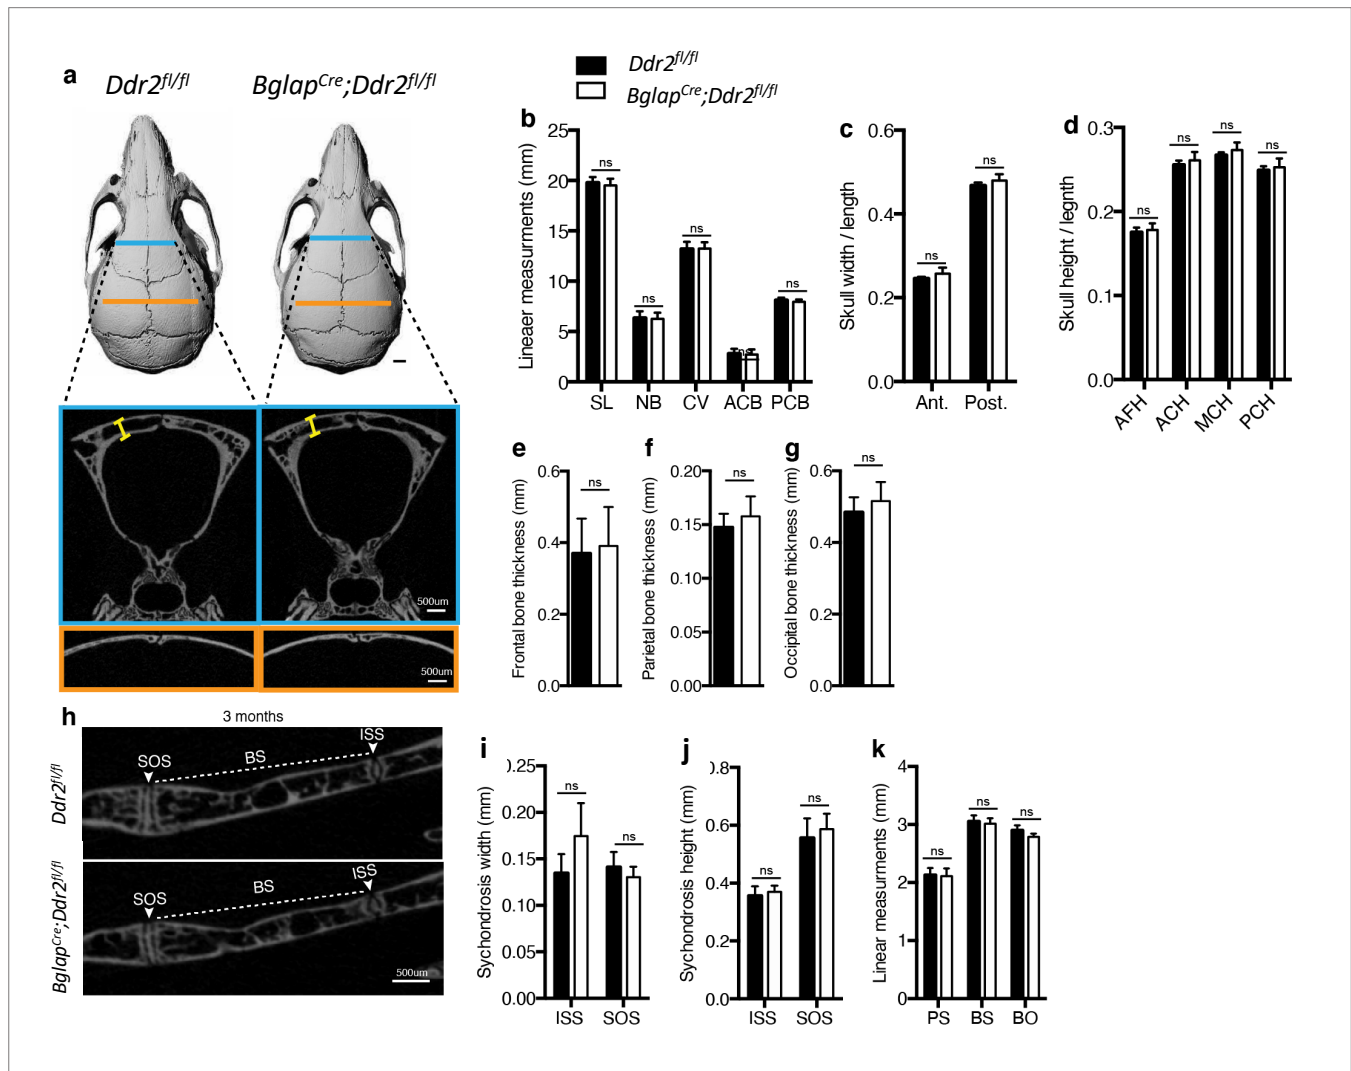 a
Ddr2fl/fl
BglapCre;Ddr2fl/fl
500um
500um
Ddr2fl/fl
BglapCre;Ddr2fl/fl
b
Lineaer measurments (mm)
25
20
15
10
5
0
ns
ns
ns
ns
ns
SL NB CV ACB PCB
c
Skull width / length
0.6
0.4
0.2
0.0
ns
ns
Ant. Post.
d
Skull height / legnth
0.3
0.2
0.1
0.0
ns
ns
ns
ns
AFH ACH MCH PCH
e
Frontal bone thickness (mm)
0.6
0.4
0.2
0.0
ns
f
Parietal bone thickness (mm)
0.20
0.15
0.10
0.05
0.00
ns
g
Occipital bone thickness (mm)
0.6
0.4
0.2
0.0
ns
h
3 months
Ddr2fl/fl
SOS BS ISS
BglapCre;Ddr2fl/fl
SOS BS ISS
500um
i
Sychondrosis width (mm)
0.25
0.20
0.15
0.10
0.05
0.00
ns
ns
ISS SOS
j
Sychondrosis height (mm)
0.8
0.6
0.4
0.2
0.0
ns
ns
ISS SOS
k
Linear measurments (mm)
4
3
2
1
0
ns
ns
ns
PS BS BO